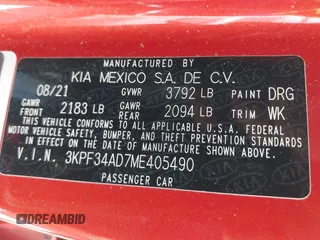 MANUFACTURED BY
KIA MEXICO S.A. DE C.V.
08/21 GVWR 3792 LB PAINT DRG
GAWR FRONT 2183 LB GAWR REAR 2094 LB TRIM WK
THIS VEHICLE CONFORMS TO ALL APPLICABLE U.S.A. FEDERAL
MOTOR VEHICLE SAFETY, BUMPER, AND THEFT PREVENTION
STANDARDS IN EFFECT ON THE DATE OF MANUFACTURE SHOWN ABOVE.
V.I.N. 3KPF34AD7ME405490
PASSENGER CAR
DREAMBID